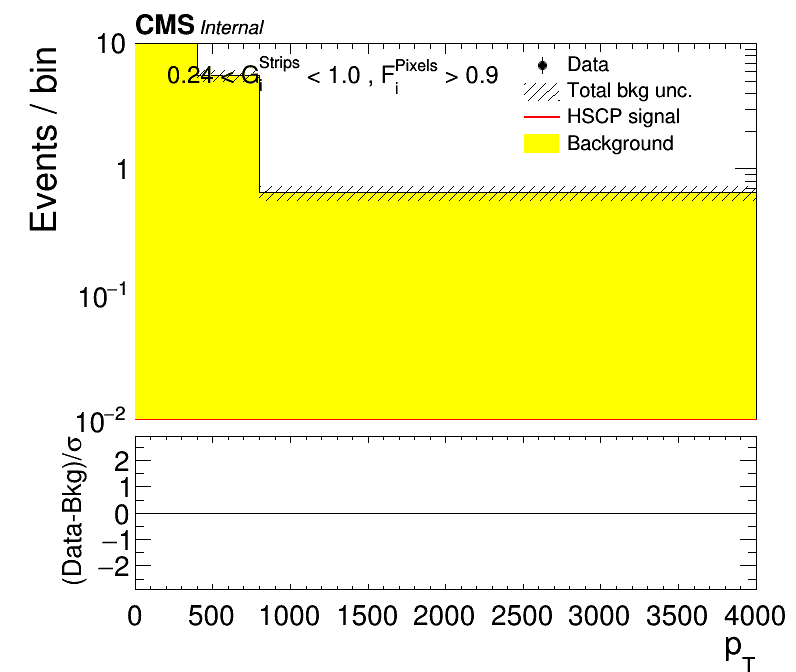 CMS Internal
Events / bin
10
1
10⁻¹
10⁻²
0.24 < G_i^Strips < 1.0 , F_i^Pixels > 0.9
Data
Total bkg unc.
HSCP signal
Background
(Data-Bkg)/σ
2
1
0
−1
−2
0 500 1000 1500 2000 2500 3000 3500 4000
p_T